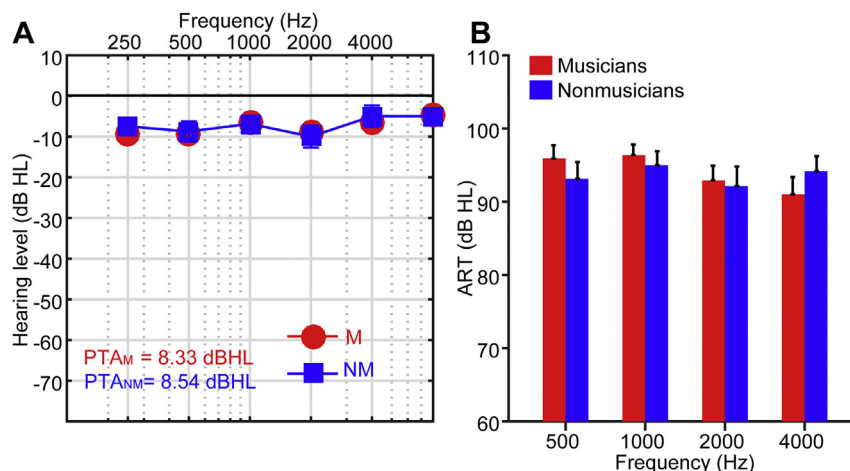 A
Frequency (Hz)
250 500 1000 2000 4000
10
0
-10
-20
-30
-40
-50
-60
-70
Hearing level (dB HL)
M
NM
PTAM = 8.33 dBHL
PTANM= 8.54 dBHL
B
110
100
90
80
70
60
ART (dB HL)
Musicians
Nonmusicians
500 1000 2000 4000
Frequency (Hz)